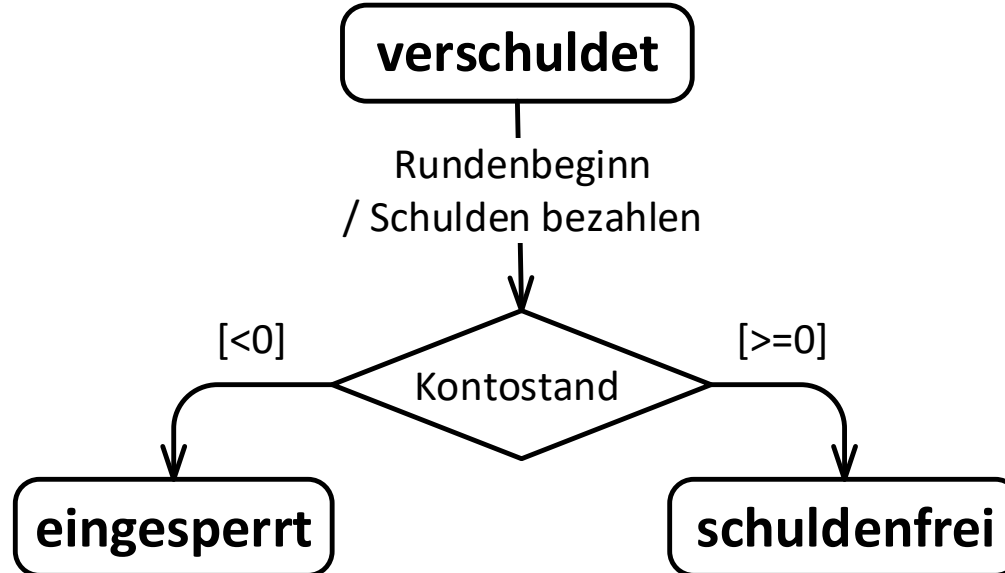 verschuldet
Rundenbeginn
/ Schulden bezahlen
[<0]
[>=0]
Kontostand
eingesperrt
schuldenfrei